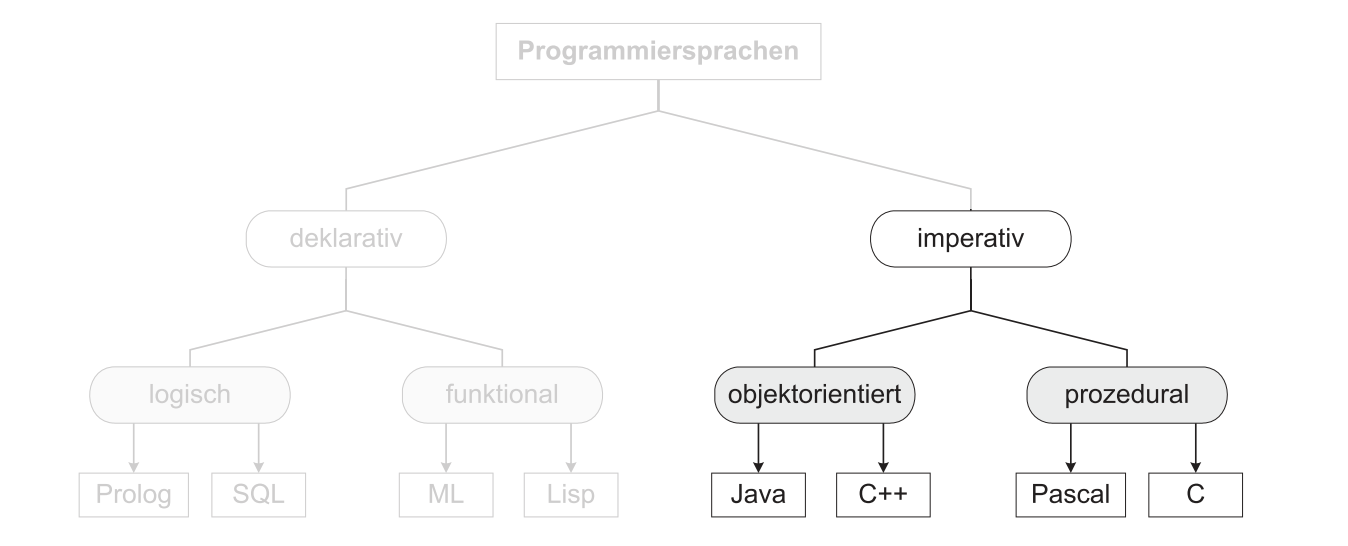 Programmiersprachen
deklarativ
imperativ
logisch
funktional
objektorientiert
prozedural
Prolog
SQL
ML
Lisp
Java
C++
Pascal
C